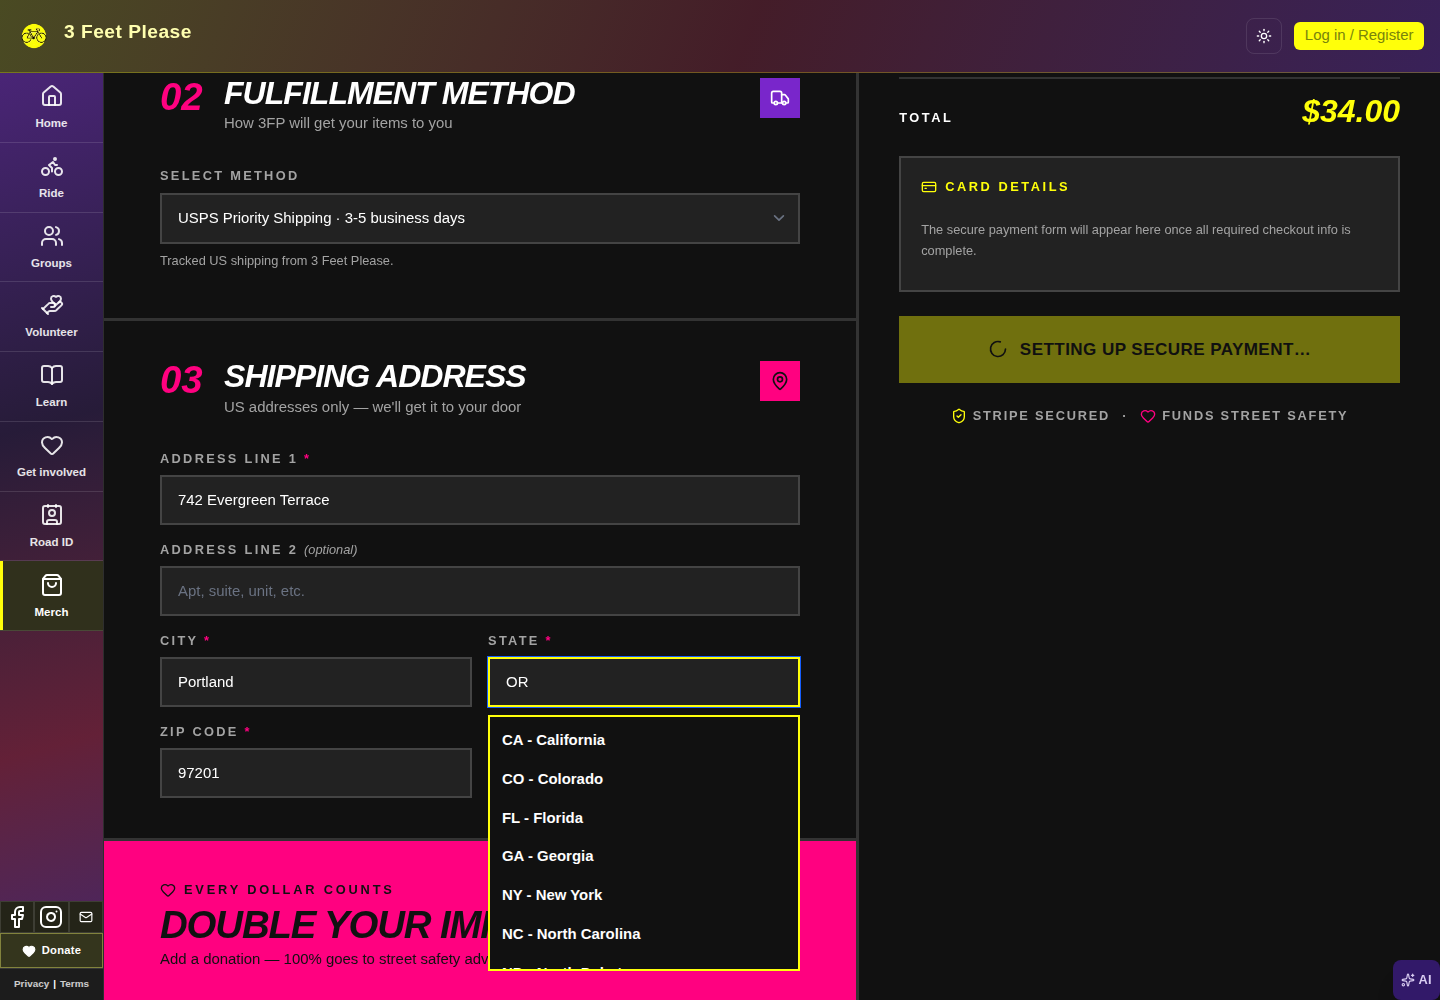 3 Feet Please
Log in / Register
Home
Ride
Groups
Volunteer
Learn
Get involved
Road ID
Merch
Donate
Privacy | Terms
02 FULFILLMENT METHOD
How 3FP will get your items to you
SELECT METHOD
USPS Priority Shipping · 3-5 business days
Tracked US shipping from 3 Feet Please.
03 SHIPPING ADDRESS
US addresses only — we'll get it to your door
ADDRESS LINE 1 *
742 Evergreen Terrace
ADDRESS LINE 2 (optional)
Apt, suite, unit, etc.
CITY *
Portland
STATE *
OR
ZIP CODE *
97201
CA - California
CO - Colorado
FL - Florida
GA - Georgia
NY - New York
NC - North Carolina
EVERY DOLLAR COUNTS
DOUBLE YOUR
Add a donation — 100% goes to street safety
TOTAL
$34.00
CARD DETAILS
The secure payment form will appear here once all required checkout info is
complete.
SETTING UP SECURE PAYMENT...
STRIPE SECURED · FUNDS STREET SAFETY
AI